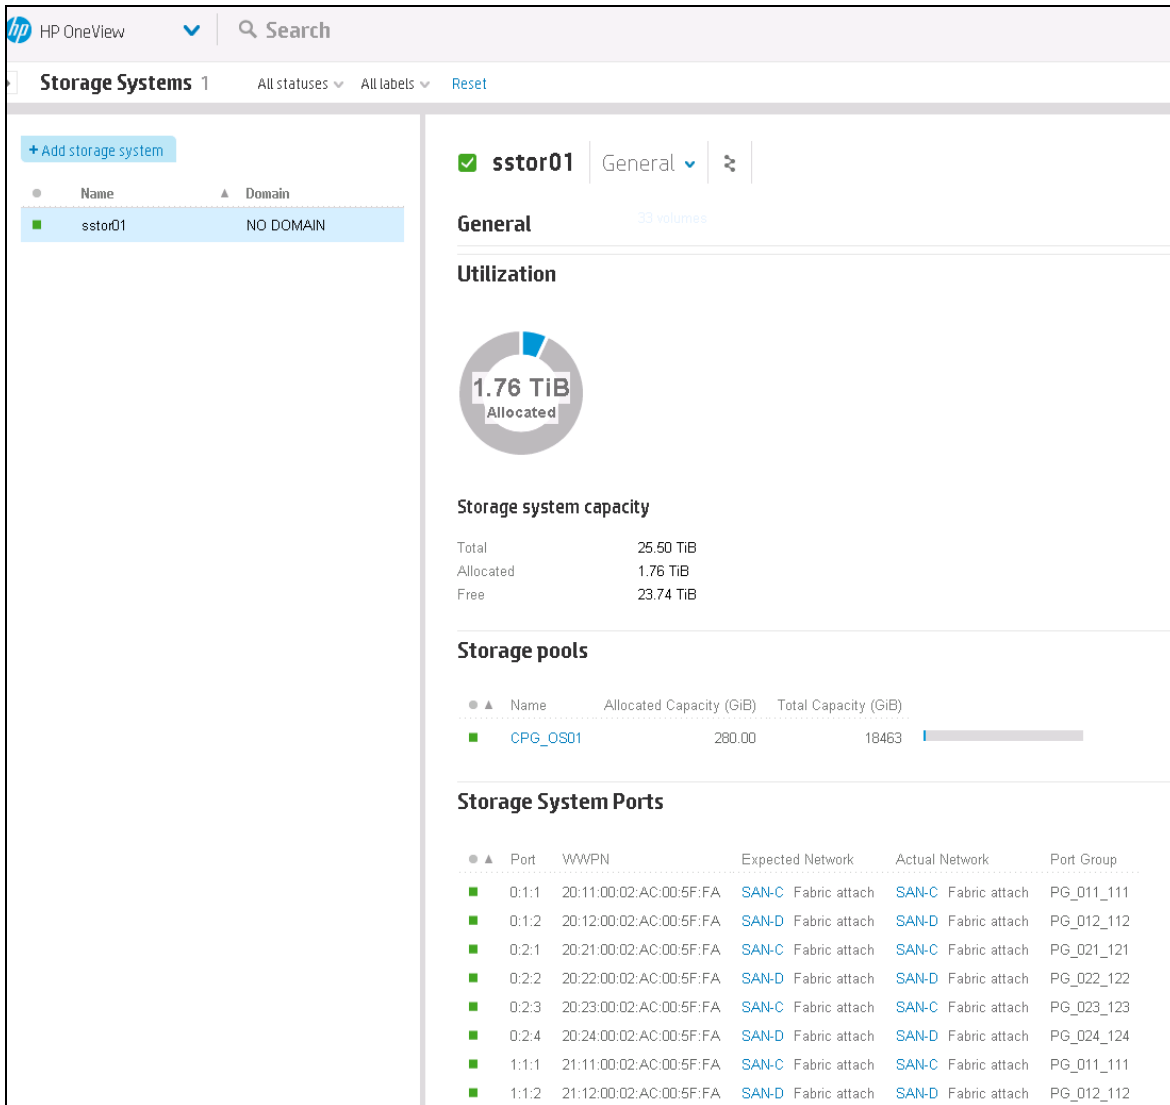 hp HP OneView Search
Storage Systems 1 All statuses All labels Reset
+ Add storage system
Name Domain
sstor01 NO DOMAIN
sstor01 General
General 33 volumes
Utilization
1.76 TiB
Allocated
Storage system capacity
Total 25.50 TiB
Allocated 1.76 TiB
Free 23.74 TiB
Storage pools
Name Allocated Capacity (GiB) Total Capacity (GiB)
CPG_OS01 280.00 18463
Storage System Ports
Port WWPN Expected Network Actual Network Port Group
0:1:1 20:11:00:02:AC:00:5F:FA SAN-C Fabric attach SAN-C Fabric attach PG_011_111
0:1:2 20:12:00:02:AC:00:5F:FA SAN-D Fabric attach SAN-D Fabric attach PG_012_112
0:2:1 20:21:00:02:AC:00:5F:FA SAN-C Fabric attach SAN-C Fabric attach PG_021_121
0:2:2 20:22:00:02:AC:00:5F:FA SAN-D Fabric attach SAN-D Fabric attach PG_022_122
0:2:3 20:23:00:02:AC:00:5F:FA SAN-C Fabric attach SAN-C Fabric attach PG_023_123
0:2:4 20:24:00:02:AC:00:5F:FA SAN-D Fabric attach SAN-D Fabric attach PG_024_124
1:1:1 21:11:00:02:AC:00:5F:FA SAN-C Fabric attach SAN-C Fabric attach PG_011_111
1:1:2 21:12:00:02:AC:00:5F:FA SAN-D Fabric attach SAN-D Fabric attach PG_012_112